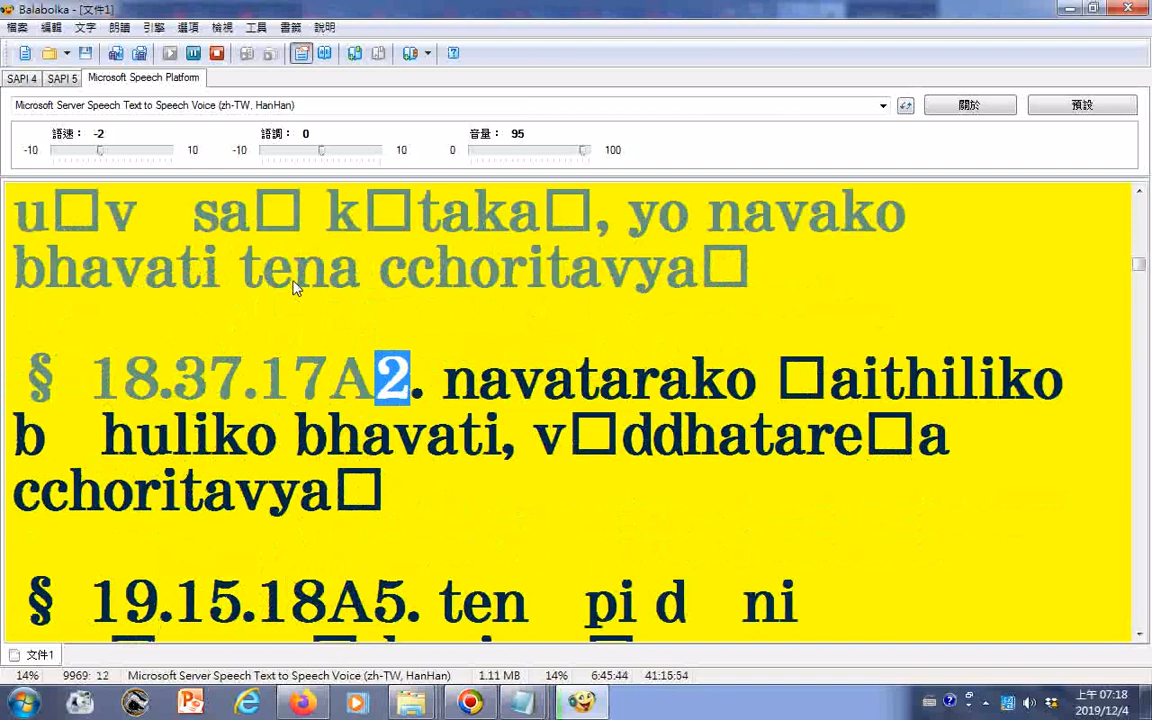 Balabolka - [文件1]
檔案 編輯 文字 朗讀 引擎 選項 檢視 工具 書籤 說明
SAPI 4 SAPI 5 Microsoft Speech Platform
Microsoft Server Speech Text to Speech Voice (zh-TW, HanHan) 關於 預設
語速： -2 語調： 0 音量： 95
-10 10 -10 10 0 100
u□v sa□ k□taka□, yo navako
bhavati tena cchoritavya□
§ 18.37.17A2. navatarako □aithiliko
b huliko bhavati, v□ddhatare□a
cchoritavya□
§ 19.15.18A5. ten pi d ni
文件1
14% 9969: 12 Microsoft Server Speech Text to Speech Voice (zh-TW, HanHan) 1.11 MB 14% 6:45:44 41:15:54
上午 07:18
2019/12/4